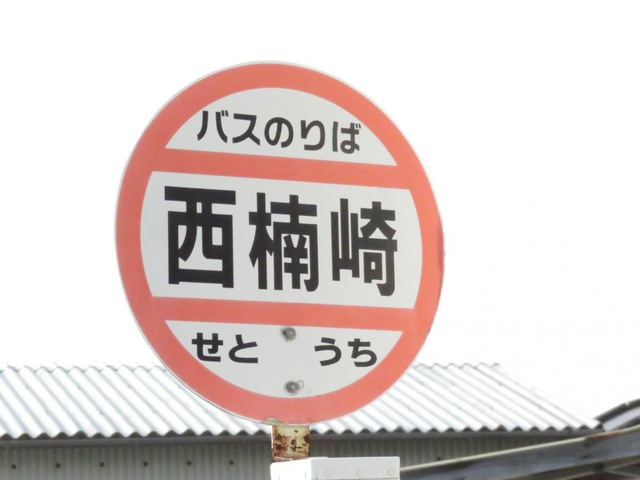 バスのりば
西楠崎
せと うち